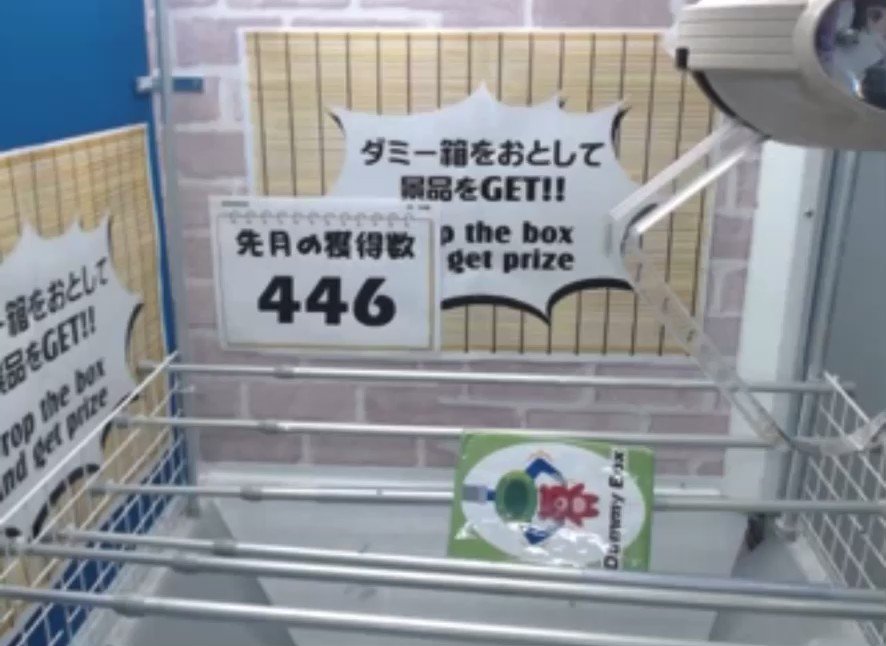 ダミー箱をおとして
景品をGET!!
p the box
get prize
先月の獲得数
446
ー箱をおとして
景品をGET!!
rop the box
nd get prize
Dummy Box